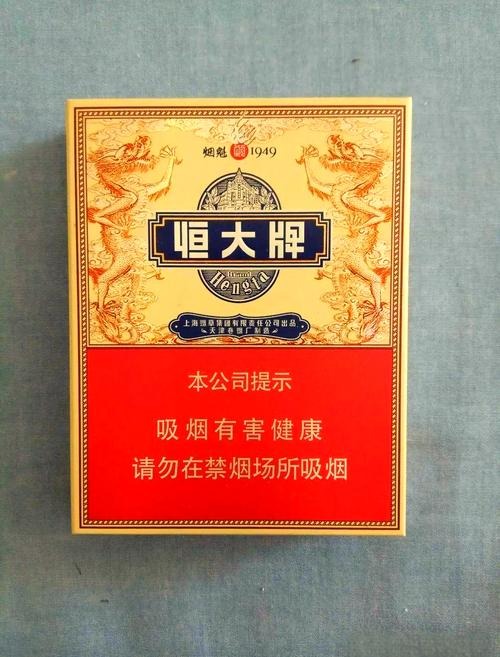 烟魁 1949
恒大牌
Hengta
上海烟草集团有限责任公司出品
天津卷烟厂制造
本公司提示
吸烟有害健康
请勿在禁烟场所吸烟